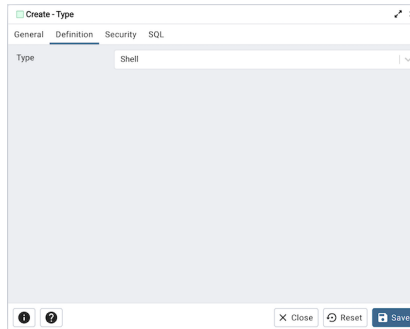 Create - Type
General Definition Security SQL
Type Shell
Close Reset Save